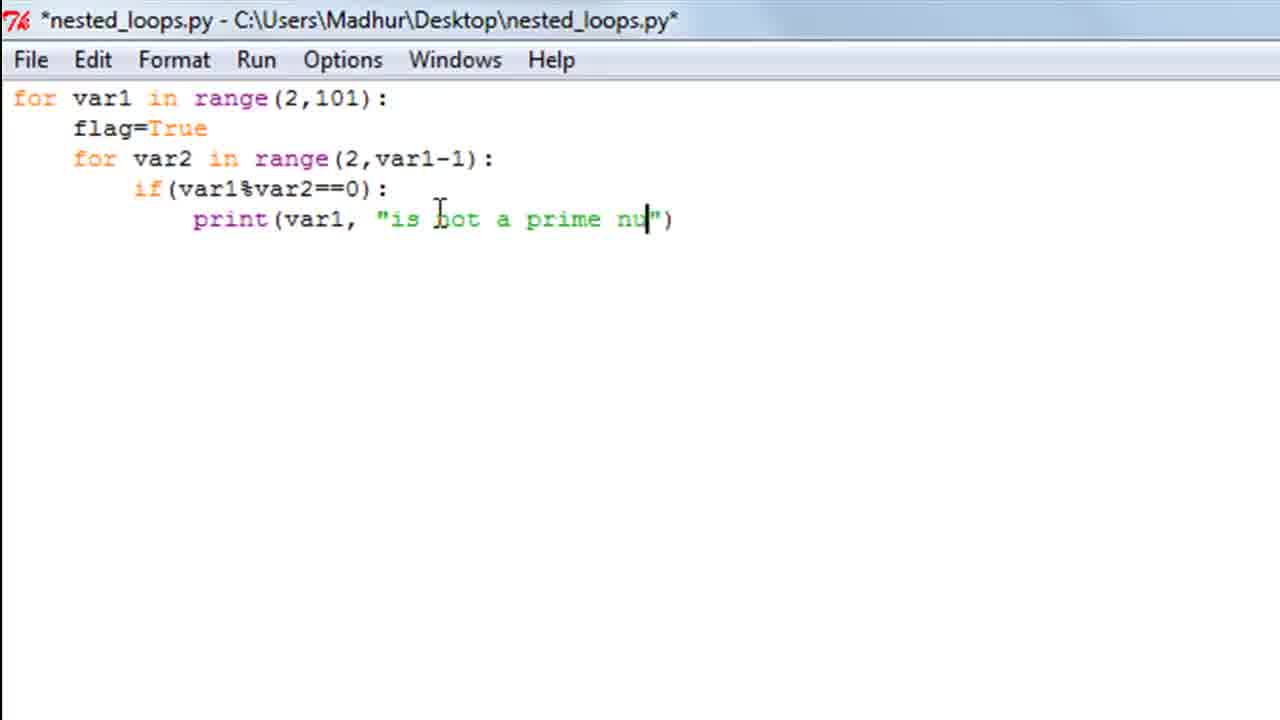 *nested_loops.py - C:\Users\Madhur\Desktop\nested_loops.py*
File Edit Format Run Options Windows Help
for var1 in range(2,101):
    flag=True
    for var2 in range(2,var1-1):
        if(var1%var2==0):
            print(var1, "is not a prime nu")